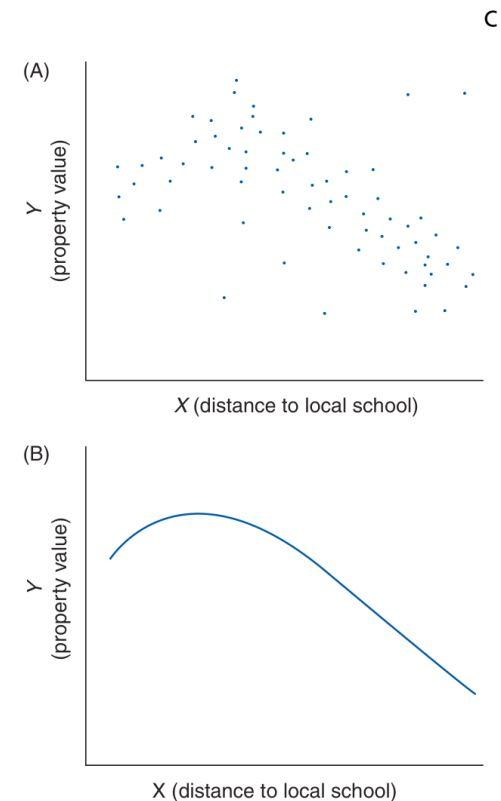 C
(A)
Y
(property value)
X (distance to local school)
(B)
Y
(property value)
X (distance to local school)